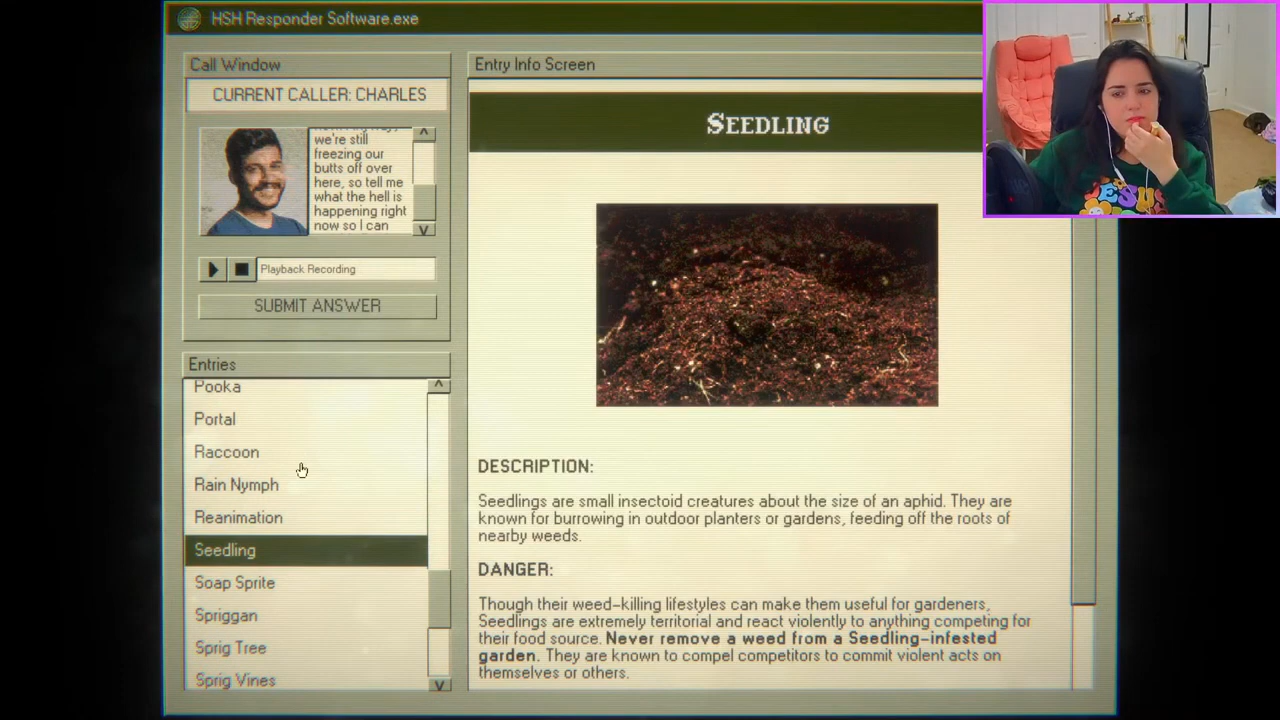 HSH Responder Software.exe
Call Window
CURRENT CALLER: CHARLES
we're still
freezing our
butts off over
here, so tell me
what the hell is
happening right
now so I can
Playback Recording
SUBMIT ANSWER
Entries
Pooka
Portal
Raccoon
Rain Nymph
Reanimation
Seedling
Soap Sprite
Spriggan
Sprig Tree
Sprig Vines
Entry Info Screen
SEEDLING
DESCRIPTION:
Seedlings are small insectoid creatures about the size of an aphid. They are
known for burrowing in outdoor planters or gardens, feeding off the roots of
nearby weeds.
DANGER:
Though their weed-killing lifestyles can make them useful for gardeners,
Seedlings are extremely territorial and react violently to anything competing for
their food source. Never remove a weed from a Seedling-infested
garden. They are known to compel competitors to commit violent acts on
themselves or others.
JESUS